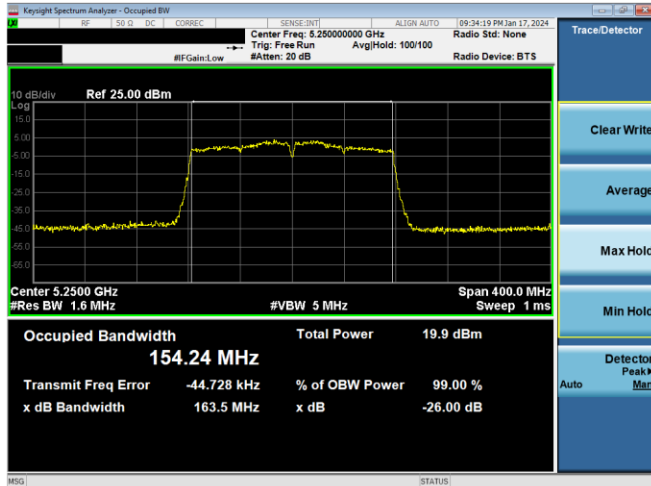 Keysight Spectrum Analyzer - Occupied BW
RF 50 Ω DC CORREC SENSE:INT ALIGN AUTO 09:34:19 PM Jan 17, 2024
Center Freq: 5.250000000 GHz Radio Std: None
Trig: Free Run Avg|Hold: 100/100
#IFGain:Low #Atten: 20 dB Radio Device: BTS
10 dB/div Ref 25.00 dBm
Log
15.0
5.00
-5.00
-15.0
-25.0
-35.0
-45.0
-55.0
-65.0
Center 5.2500 GHz Span 400.0 MHz
#Res BW 1.6 MHz #VBW 5 MHz Sweep 1 ms
Occupied Bandwidth Total Power 19.9 dBm
154.24 MHz
Transmit Freq Error -44.728 kHz % of OBW Power 99.00 %
x dB Bandwidth 163.5 MHz x dB -26.00 dB
MSG STATUS
Trace/Detector
Clear Write
Average
Max Hold
Min Hold
Detector
Peak
Auto Man